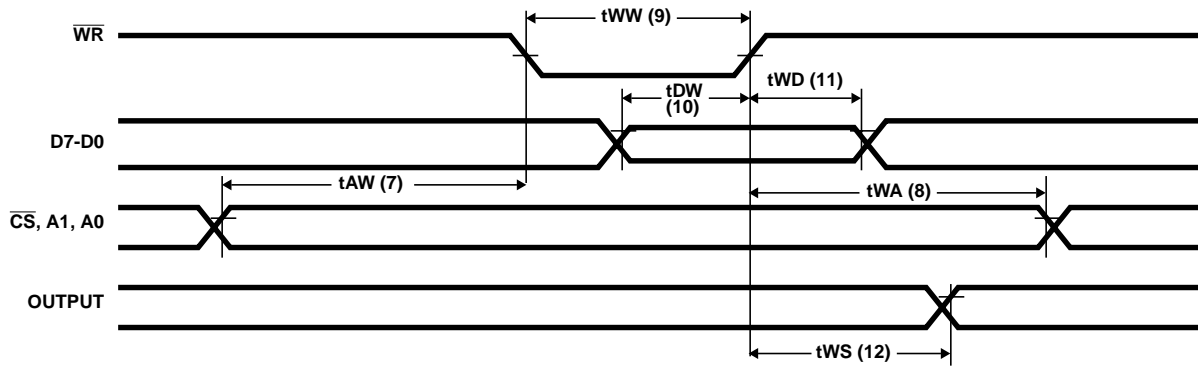 tWW (9)
WR
tDW
(10)
tWD (11)
D7-D0
tAW (7)
tWA (8)
CS, A1, A0
OUTPUT
tWS (12)